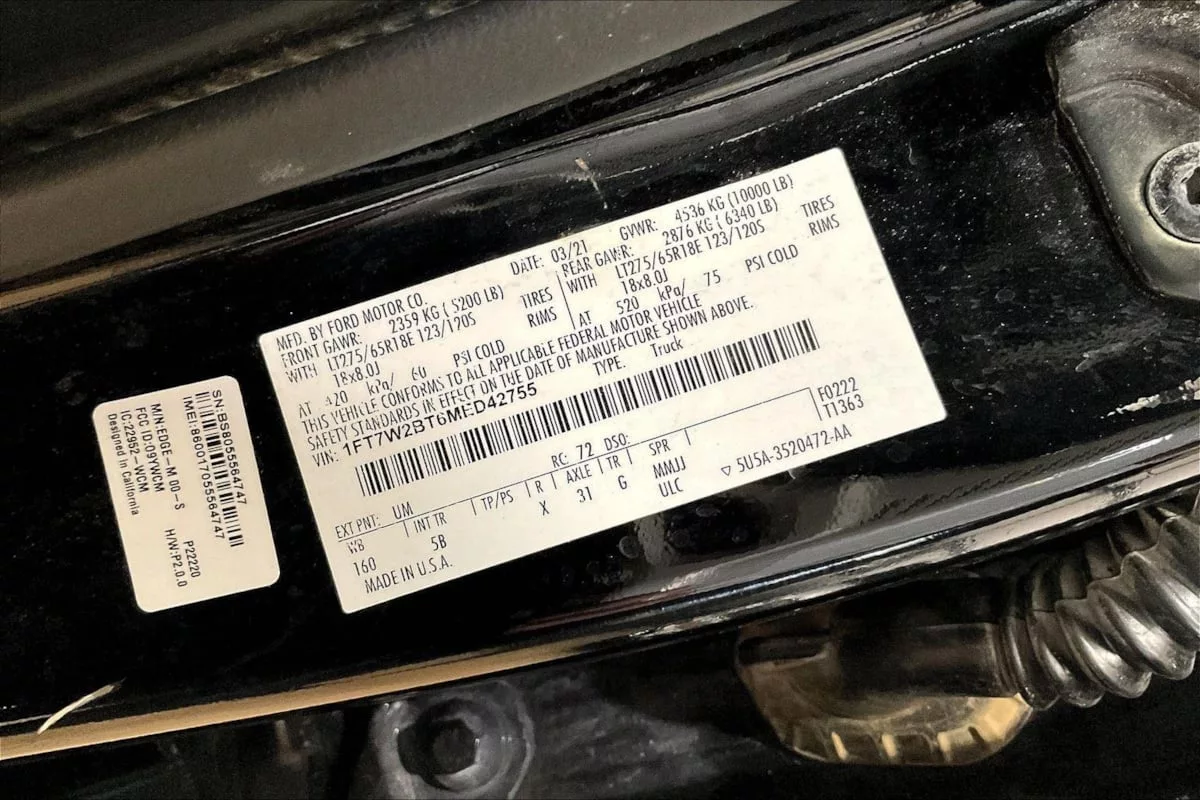 MFD. BY FORD MOTOR CO.
DATE: 03/21 GVWR: 4536 KG (10000 LB)
FRONT GAWR: 2359 KG ( 5200 LB) REAR GAWR: 2876 KG ( 6340 LB)
WITH LT275/65R18E 123/120S TIRES WITH LT275/65R18E 123/120S TIRES
18x8.0J RIMS 18x8.0J RIMS
AT 420 kPa/ 60 PSI COLD AT 520 kPa/ 75 PSI COLD
THIS VEHICLE CONFORMS TO ALL APPLICABLE FEDERAL MOTOR VEHICLE
SAFETY STANDARDS IN EFFECT ON THE DATE OF MANUFACTURE SHOWN ABOVE.
VIN: 1FT7W2BT6MED42755 TYPE: Truck
F0222
T1363
EXT PNT: UM RC: 72 DSO:
WB INT TR TP/PS R AXLE TR SPR
160 5B X 31 G MMJJ
ULC
MADE IN U.S.A.
▽ 5U5A-3520472-AA
SN:BS8055564747
IMEI:860017055564747
M/N:EDGE-M 00-S P22220
FCC ID:09YWCM H/W:P2.0.0
IC:22952-WCM
Designed in California